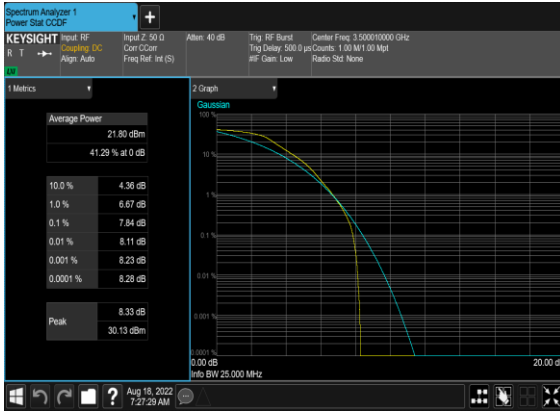 Spectrum Analyzer 1
Power Stat CCDF
KEYSIGHT
R T
Input: RF
Coupling: DC
Align: Auto
Input Z: 50 Ω
Corr CCorr
Freq Ref: Int (S)
Atten: 40 dB
Trig: RF Burst
Trig Delay: 500.0 µs
#IF Gain: Low
Center Freq: 3.500010000 GHz
Counts: 1.00 M/1.00 Mpt
Radio Std: None
1 Metrics
Average Power
21.80 dBm
41.29 % at 0 dB
10.0 % 4.36 dB
1.0 % 6.67 dB
0.1 % 7.84 dB
0.01 % 8.11 dB
0.001 % 8.23 dB
0.0001 % 8.28 dB
Peak
8.33 dB
30.13 dBm
2 Graph
Gaussian
100 %
10 %
1 %
0.1 %
0.01 %
0.001 %
0.0001 %
0.00 dB
20.00 d
Info BW 25.000 MHz
?
Aug 18, 2022
7:27:29 AM